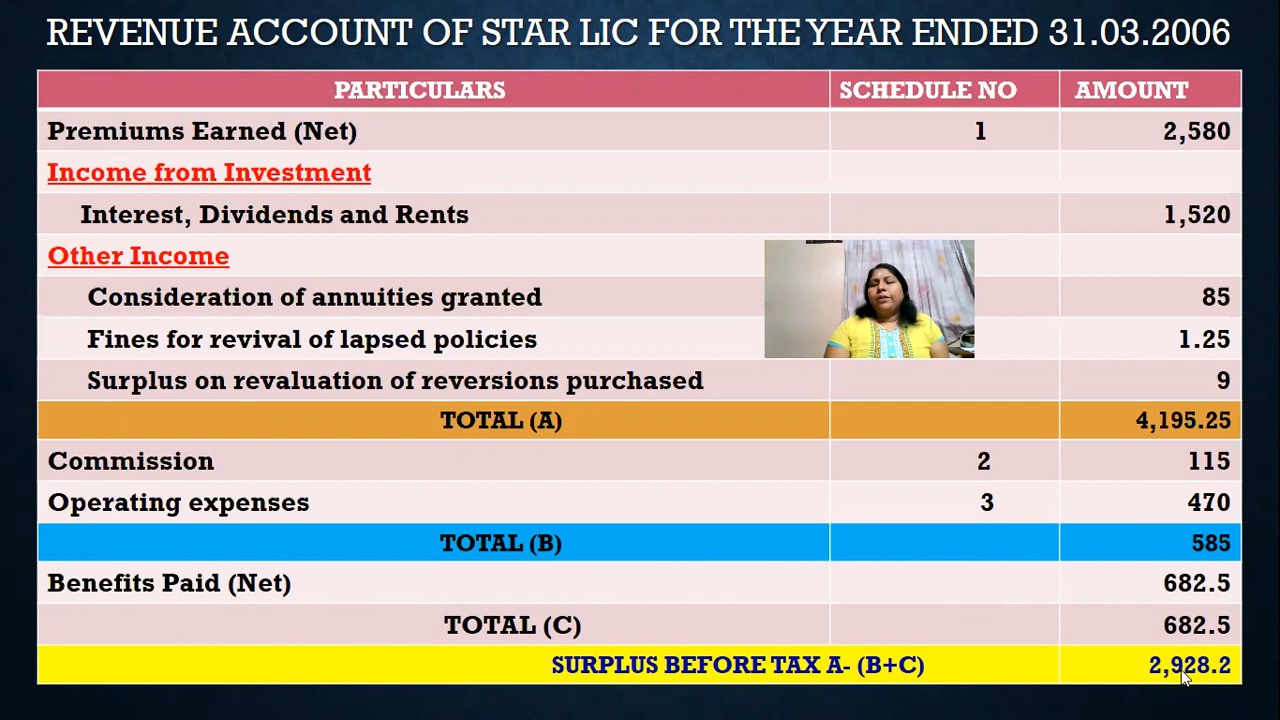 REVENUE ACCOUNT OF STAR LIC FOR THE YEAR ENDED 31.03.2006
PARTICULARS SCHEDULE NO AMOUNT
Premiums Earned (Net) 1 2,580
Income from Investment
Interest, Dividends and Rents 1,520
Other Income
Consideration of annuities granted 85
Fines for revival of lapsed policies 1.25
Surplus on revaluation of reversions purchased 9
TOTAL (A) 4,195.25
Commission 2 115
Operating expenses 3 470
TOTAL (B) 585
Benefits Paid (Net) 682.5
TOTAL (C) 682.5
SURPLUS BEFORE TAX A- (B+C) 2,928.2